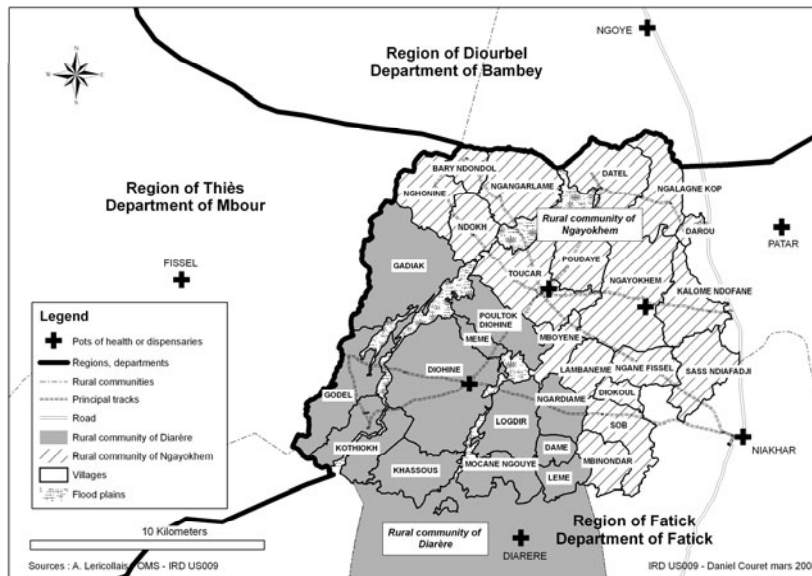 NGOYE
Region of Diourbel
Department of Bambey
N
BARY NDONDOL
DATEL
NGHONINE
NGANGARLAME
NGALAGNE KOP
Region of Thiès
Department of Mbour
NDOKH
Rural community of
Ngayokhem
DAROU
PATAR
FISSEL
GADIAK
TOUCAR
POUDAYE
NGAYOKHEM
KALOME NDOFANE
POULTOK
DIOHINE
MBOYENE
MEME
DIOHINE
LAMBANEME
NGANE FISSEL
SASS NDIAFADJI
GODEL
NGARDIAME
DIOKOUL
LOGDIR
SOB
KOTHIOKH
DAME
NIAKHAR
KHASSOUS
MOCANE NGOUYE
MBINONDAR
LEME
Rural community of
Diarère
DIARERE
Region of Fatick
Department of Fatick
Legend
Pots of health or dispensaries
Regions, departments
Rural communities
Principal tracks
Road
Rural community of Diarère
Rural community of Ngayokhem
Villages
Flood plains
10 Kilometers
Sources : A. Lericollais OMS - IRD US009
IRD US009 - Daniel Couret mars